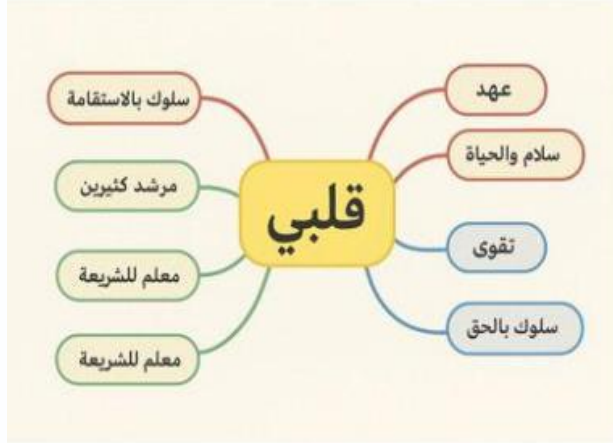 قلبي
عهد
سلام والحياة
تقوى
سلوك بالحق
سلوك بالاستقامة
مرشد كثيرين
معلم للشريعة
معلم للشريعة